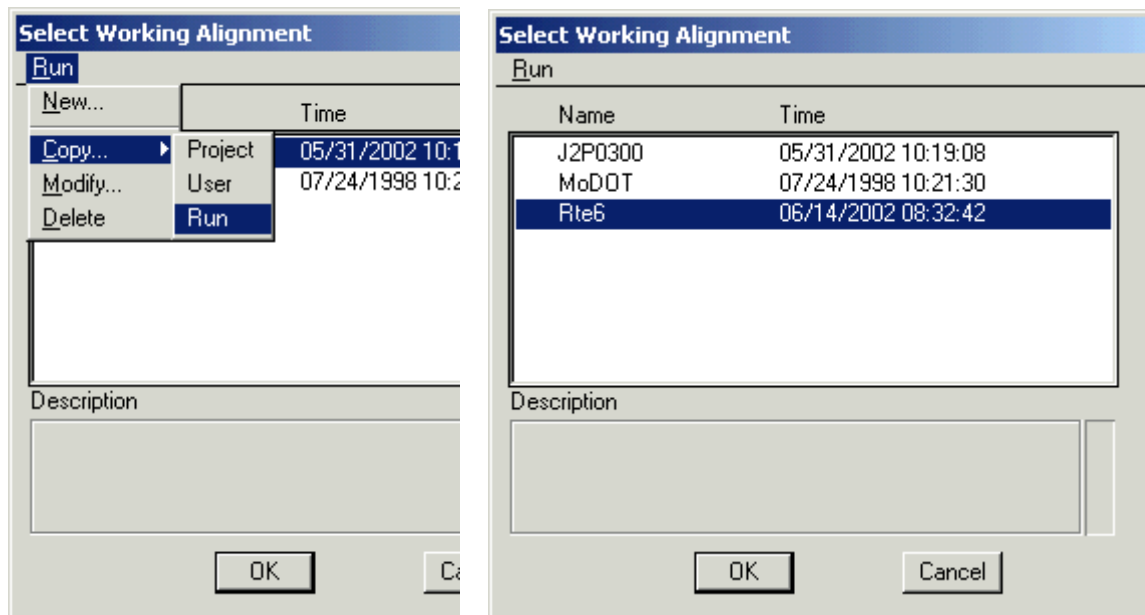 Select Working Alignment
Run
New...
Time
Copy... Project 05/31/2002 10:1
Modify... User 07/24/1998 10:2
Delete Run
Description
OK
Select Working Alignment
Run
Name Time
J2P0300 05/31/2002 10:19:08
MoDOT 07/24/1998 10:21:30
Rte6 06/14/2002 08:32:42
Description
OK Cancel